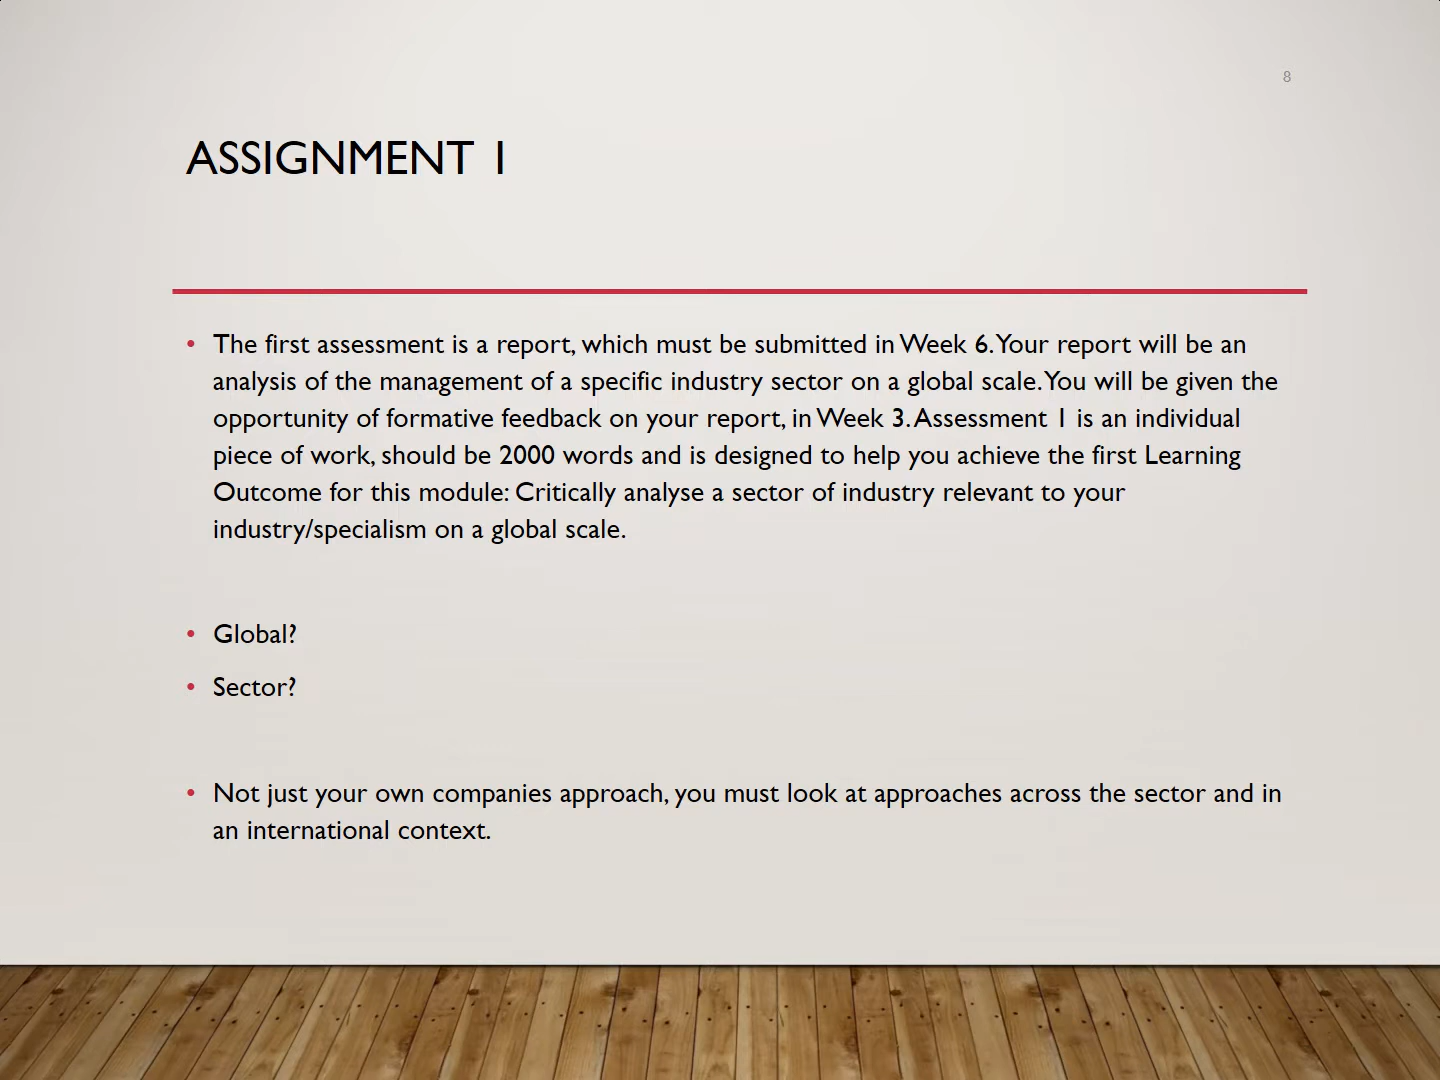 8
ASSIGNMENT 1
• The first assessment is a report, which must be submitted in Week 6. Your report will be an
analysis of the management of a specific industry sector on a global scale. You will be given the
opportunity of formative feedback on your report, in Week 3. Assessment 1 is an individual
piece of work, should be 2000 words and is designed to help you achieve the first Learning
Outcome for this module: Critically analyse a sector of industry relevant to your
industry/specialism on a global scale.
• Global?
• Sector?
• Not just your own companies approach, you must look at approaches across the sector and in
an international context.